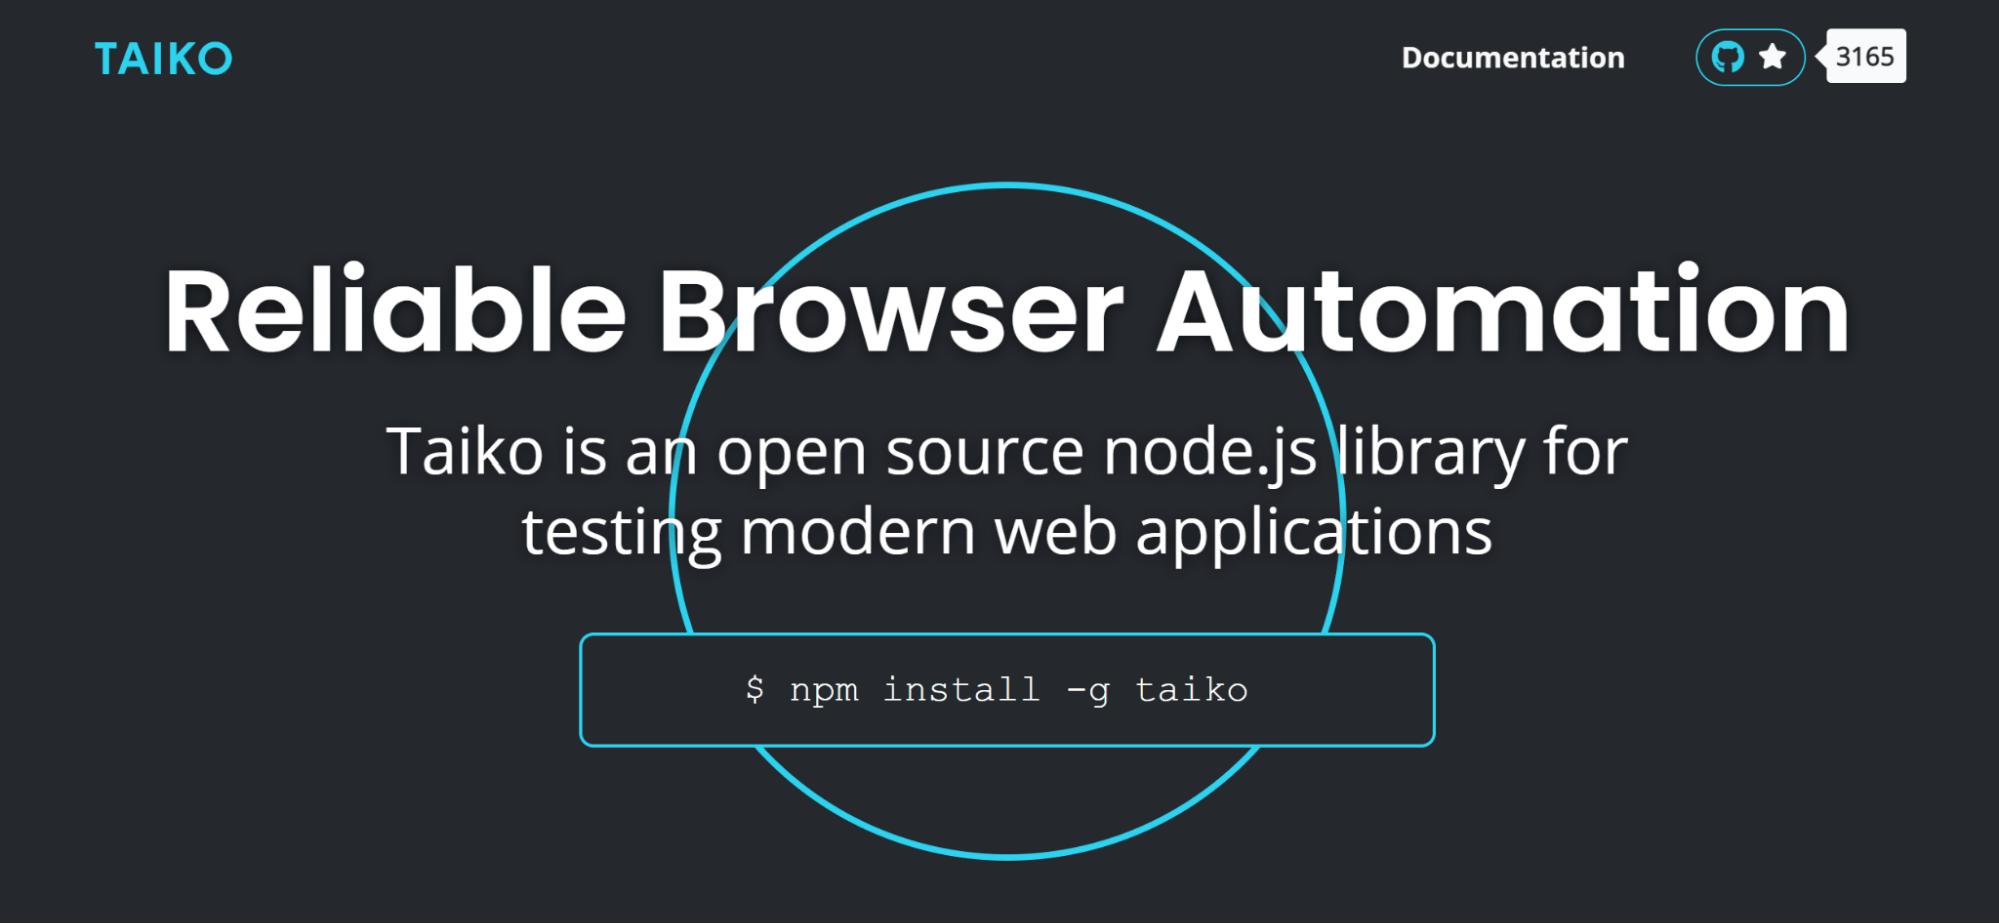 TAIKO
Documentation
3165
Reliable Browser Automation
Taiko is an open source node.js library for
testing modern web applications
$ npm install -g taiko